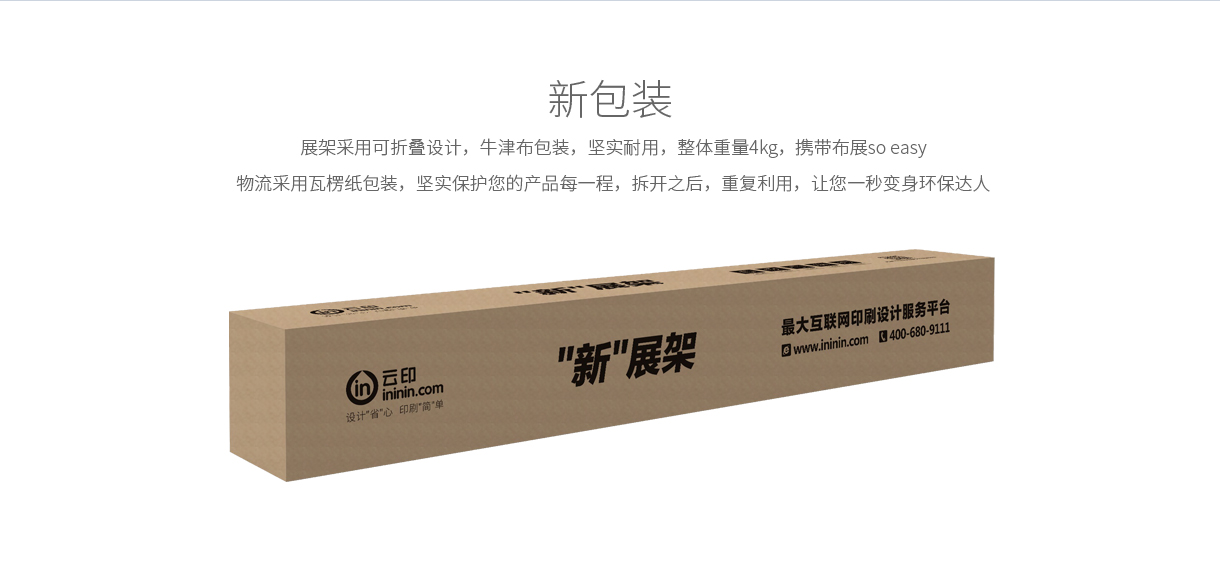 新包装
展架采用可折叠设计，牛津布包装，坚实耐用，整体重量4kg，携带布展so easy
物流采用瓦楞纸包装，坚实保护您的产品每一程，拆开之后，重复利用，让您一秒变身环保达人
云印
ininin.com
"新"展架
云印
ininin.com
设计"省"心 印刷"简"单
"新"展架
最大互联网印刷设计服务平台
www.ininin.com 400-680-9111